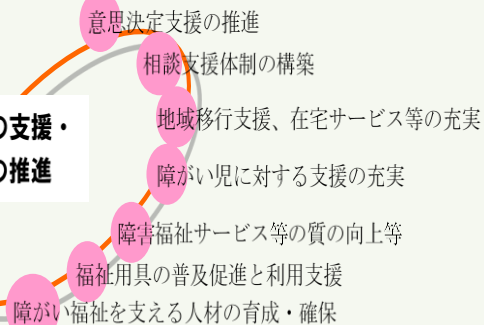 意思決定支援の推進
相談支援体制の構築
地域移行支援、在宅サービス等の充実
の支援・
の推進
障がい児に対する支援の充実
障害福祉サービス等の質の向上等
福祉用具の普及促進と利用支援
障がい福祉を支える人材の育成・確保